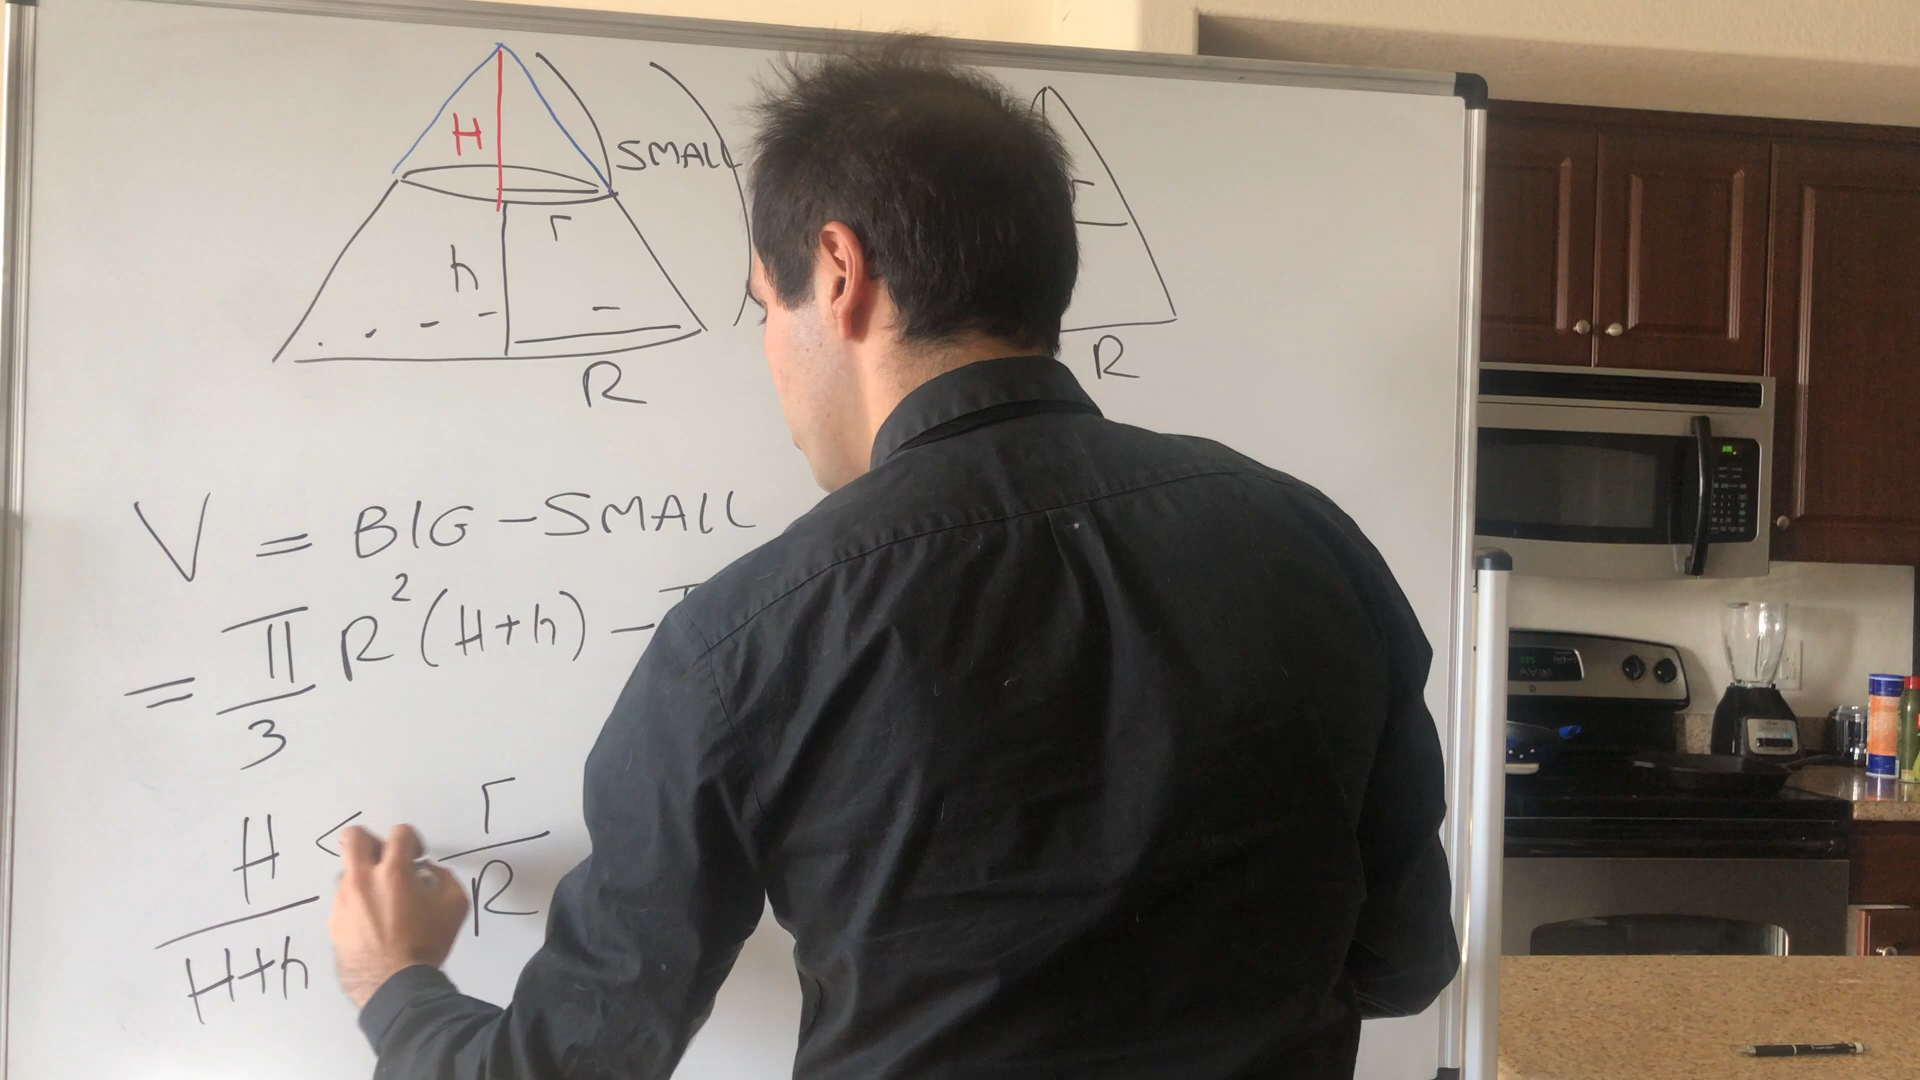 H
SMALL
r
h
R
R
V = BIG - SMALL
= π/3 R²(H+h) -
H/(H+h) < r/R